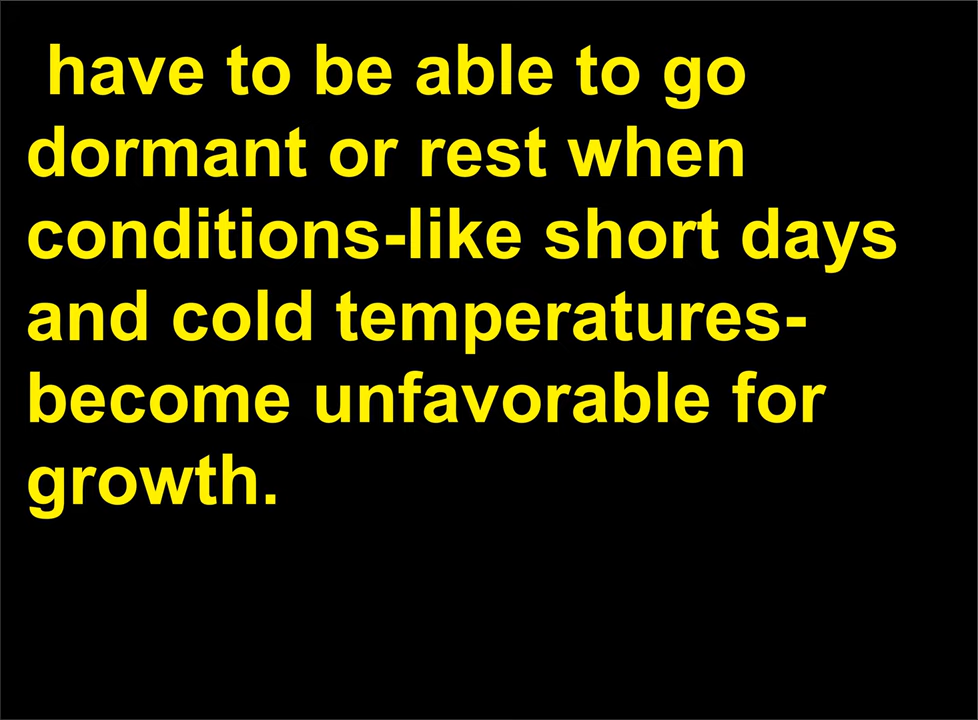 have to be able to go
dormant or rest when
conditions-like short days
and cold temperatures-
become unfavorable for
growth.